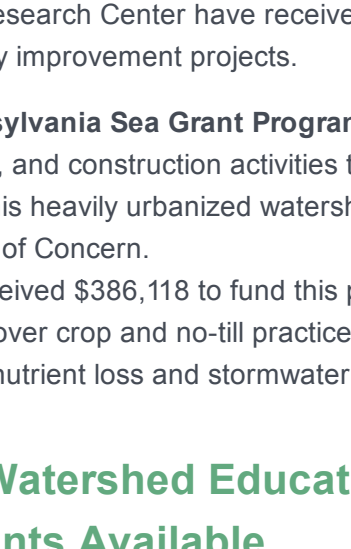 esearch Center have receive
y improvement projects.
sylvania Sea Grant Program
, and construction activities t
is heavily urbanized watersh
of Concern.
eived $386,118 to fund this p
over crop and no-till practice
nutrient loss and stormwater
Watershed Educat
nts Available